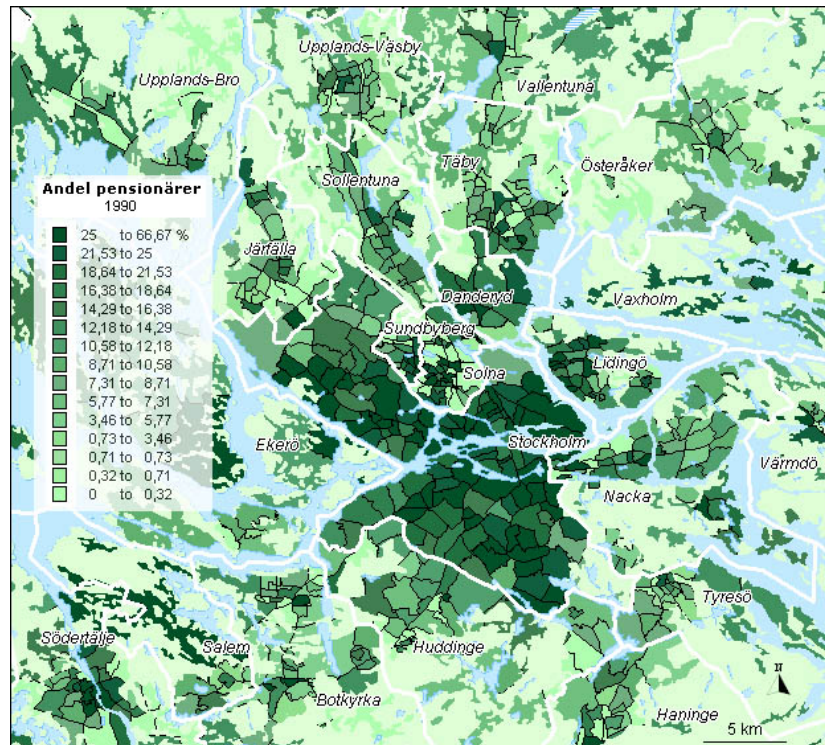 Upplands-Väsby
Upplands-Bro
Vallentuna
Täby
Österåker
Sollentuna
Andel pensionärer
1990
25 to 66,67 %
21,53 to 25
18,64 to 21,53
16,38 to 18,64
14,29 to 16,38
12,18 to 14,29
10,58 to 12,18
8,71 to 10,58
7,31 to 8,71
5,77 to 7,31
3,46 to 5,77
0,73 to 3,46
0,71 to 0,73
0,32 to 0,71
0 to 0,32
Järfälla
Danderyd
Vaxholm
Sundbyberg
Solna
Lidingö
Ekerö
Stockholm
Värmdö
Nacka
Tyresö
Södertälje
Salem
Huddinge
Botkyrka
N
Haninge
5 km